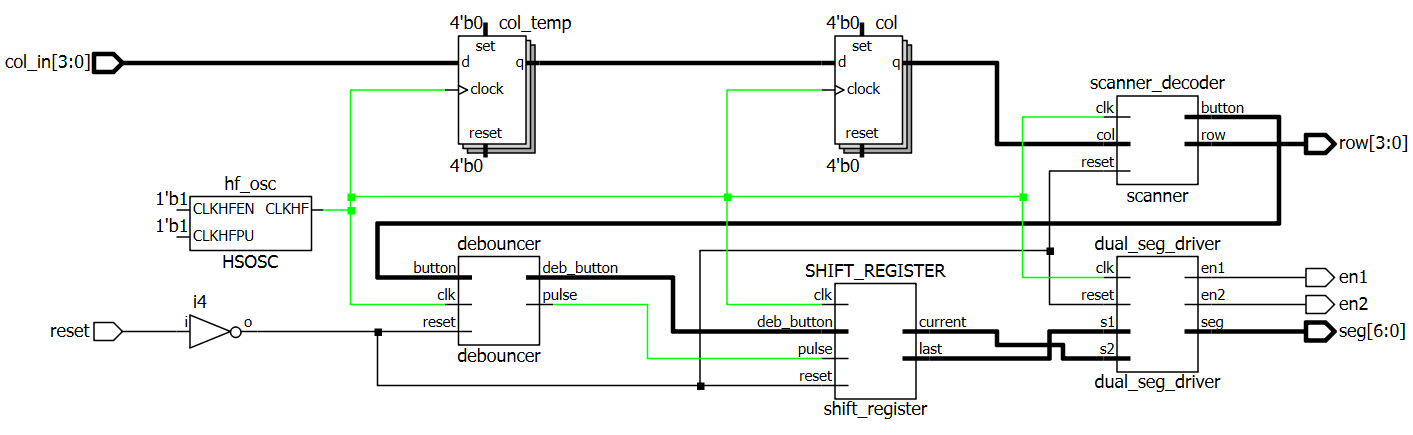 4'b0 col_temp
set
d q
clock
reset
4'b0
4'b0 col
set
d q
clock
reset
4'b0
col_in[3:0]
scanner_decoder
clk button
col row
reset
scanner
row[3:0]
hf_osc
1'b1 CLKHFEN CLKHF
1'b1 CLKHFPU
HSOSC
debouncer
button deb_button
clk pulse
reset
debouncer
reset
i4
i o
SHIFT_REGISTER
clk
deb_button current
pulse last
reset
shift_register
dual_seg_driver
clk en1
reset en2
s1 seg
s2
dual_seg_driver
en1
en2
seg[6:0]